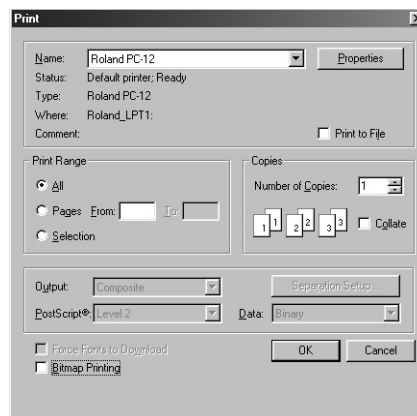 Print
Name: Roland PC-12 Properties
Status: Default printer; Ready
Type: Roland PC-12
Where: Roland_LPT1:
Comment: Print to File
Print Range
All
Pages From: To:
Selection
Copies
Number of Copies: 1
1 1 2 2 3 3 Collate
Output: Composite Separation Setup...
PostScript®: Level 2 Data: Binary
Force Fonts to Download
Bitmap Printing
OK Cancel